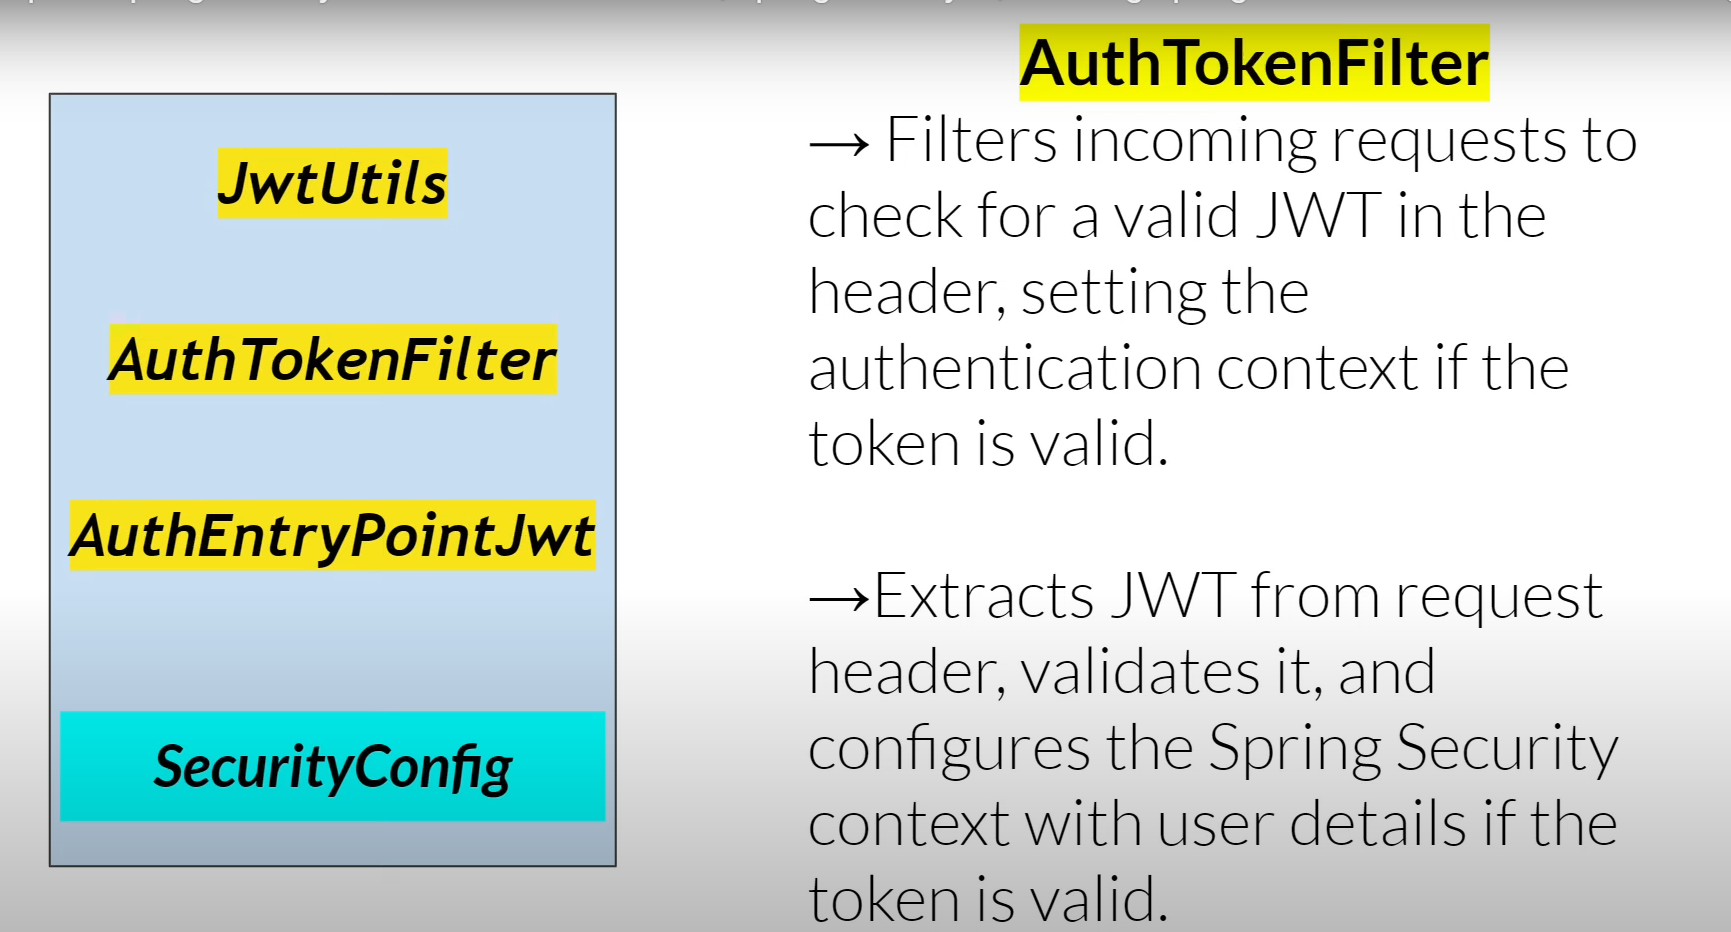 JwtUtils
AuthTokenFilter
AuthEntryPointJwt
SecurityConfig
AuthTokenFilter
→ Filters incoming requests to
check for a valid JWT in the
header, setting the
authentication context if the
token is valid.
→Extracts JWT from request
header, validates it, and
configures the Spring Security
context with user details if the
token is valid.